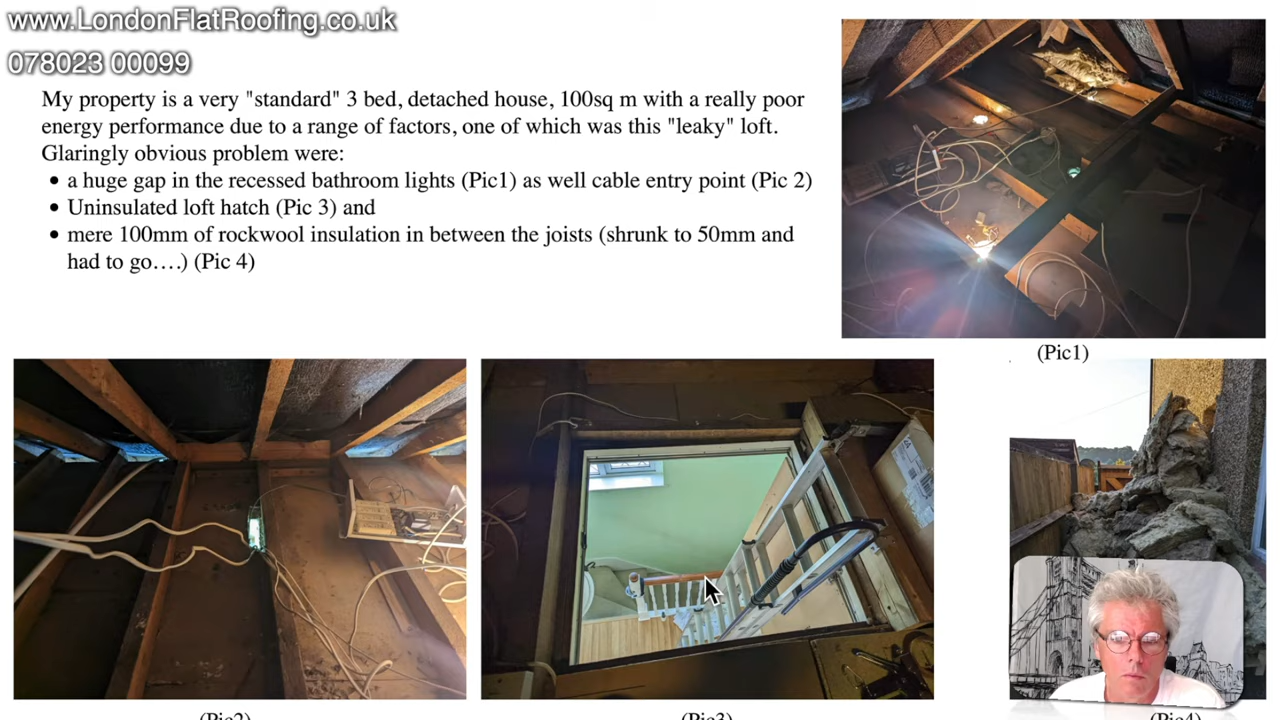 www.LondonFlatRoofing.co.uk
078023 00099
My property is a very "standard" 3 bed, detached house, 100sq m with a really poor
energy performance due to a range of factors, one of which was this "leaky" loft.
Glaringly obvious problem were:
• a huge gap in the recessed bathroom lights (Pic1) as well cable entry point (Pic 2)
• Uninsulated loft hatch (Pic 3) and
• mere 100mm of rockwool insulation in between the joists (shrunk to 50mm and
had to go….) (Pic 4)
(Pic1)
(Pic2)
(Pic3)
(Pic4)